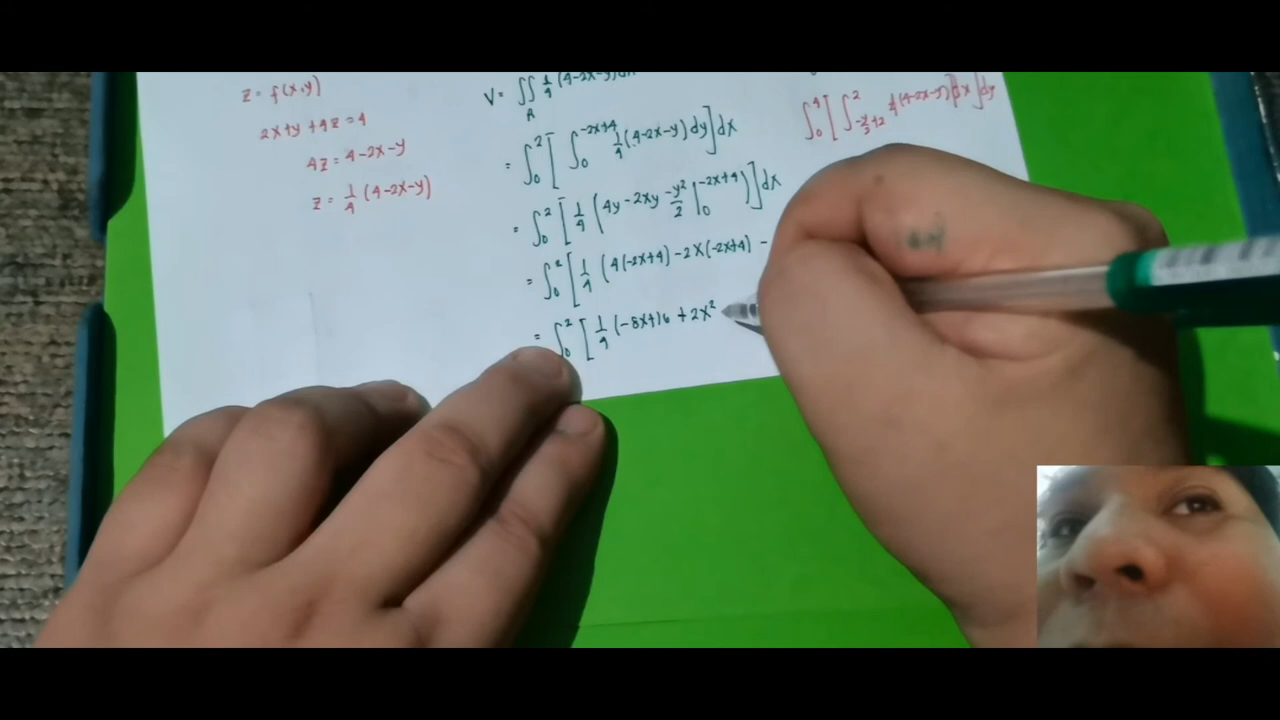 z = f(x,y)
2x+y+4z=4
4z=4-2x-y
z = 1/4 (4-2x-y)
V= ∬_A 1/4 (4-2x-y)dA
= ∫_0^2 [ ∫_0^{-2x+4} 1/4 (4-2x-y) dy ] dx
= ∫_0^2 [ 1/4 ( 4y-2xy-y²/2 |_0^{-2x+4} ) ] dx
= ∫_0^2 [ 1/4 (4(-2x+4)-2x(-2x+4) -
= ∫_0^2 [ 1/4 (-8x+16+2x²
∫_0^4 [ ∫_{-y/2+2}^2 1/4 (4-2x-y) dx ] dy